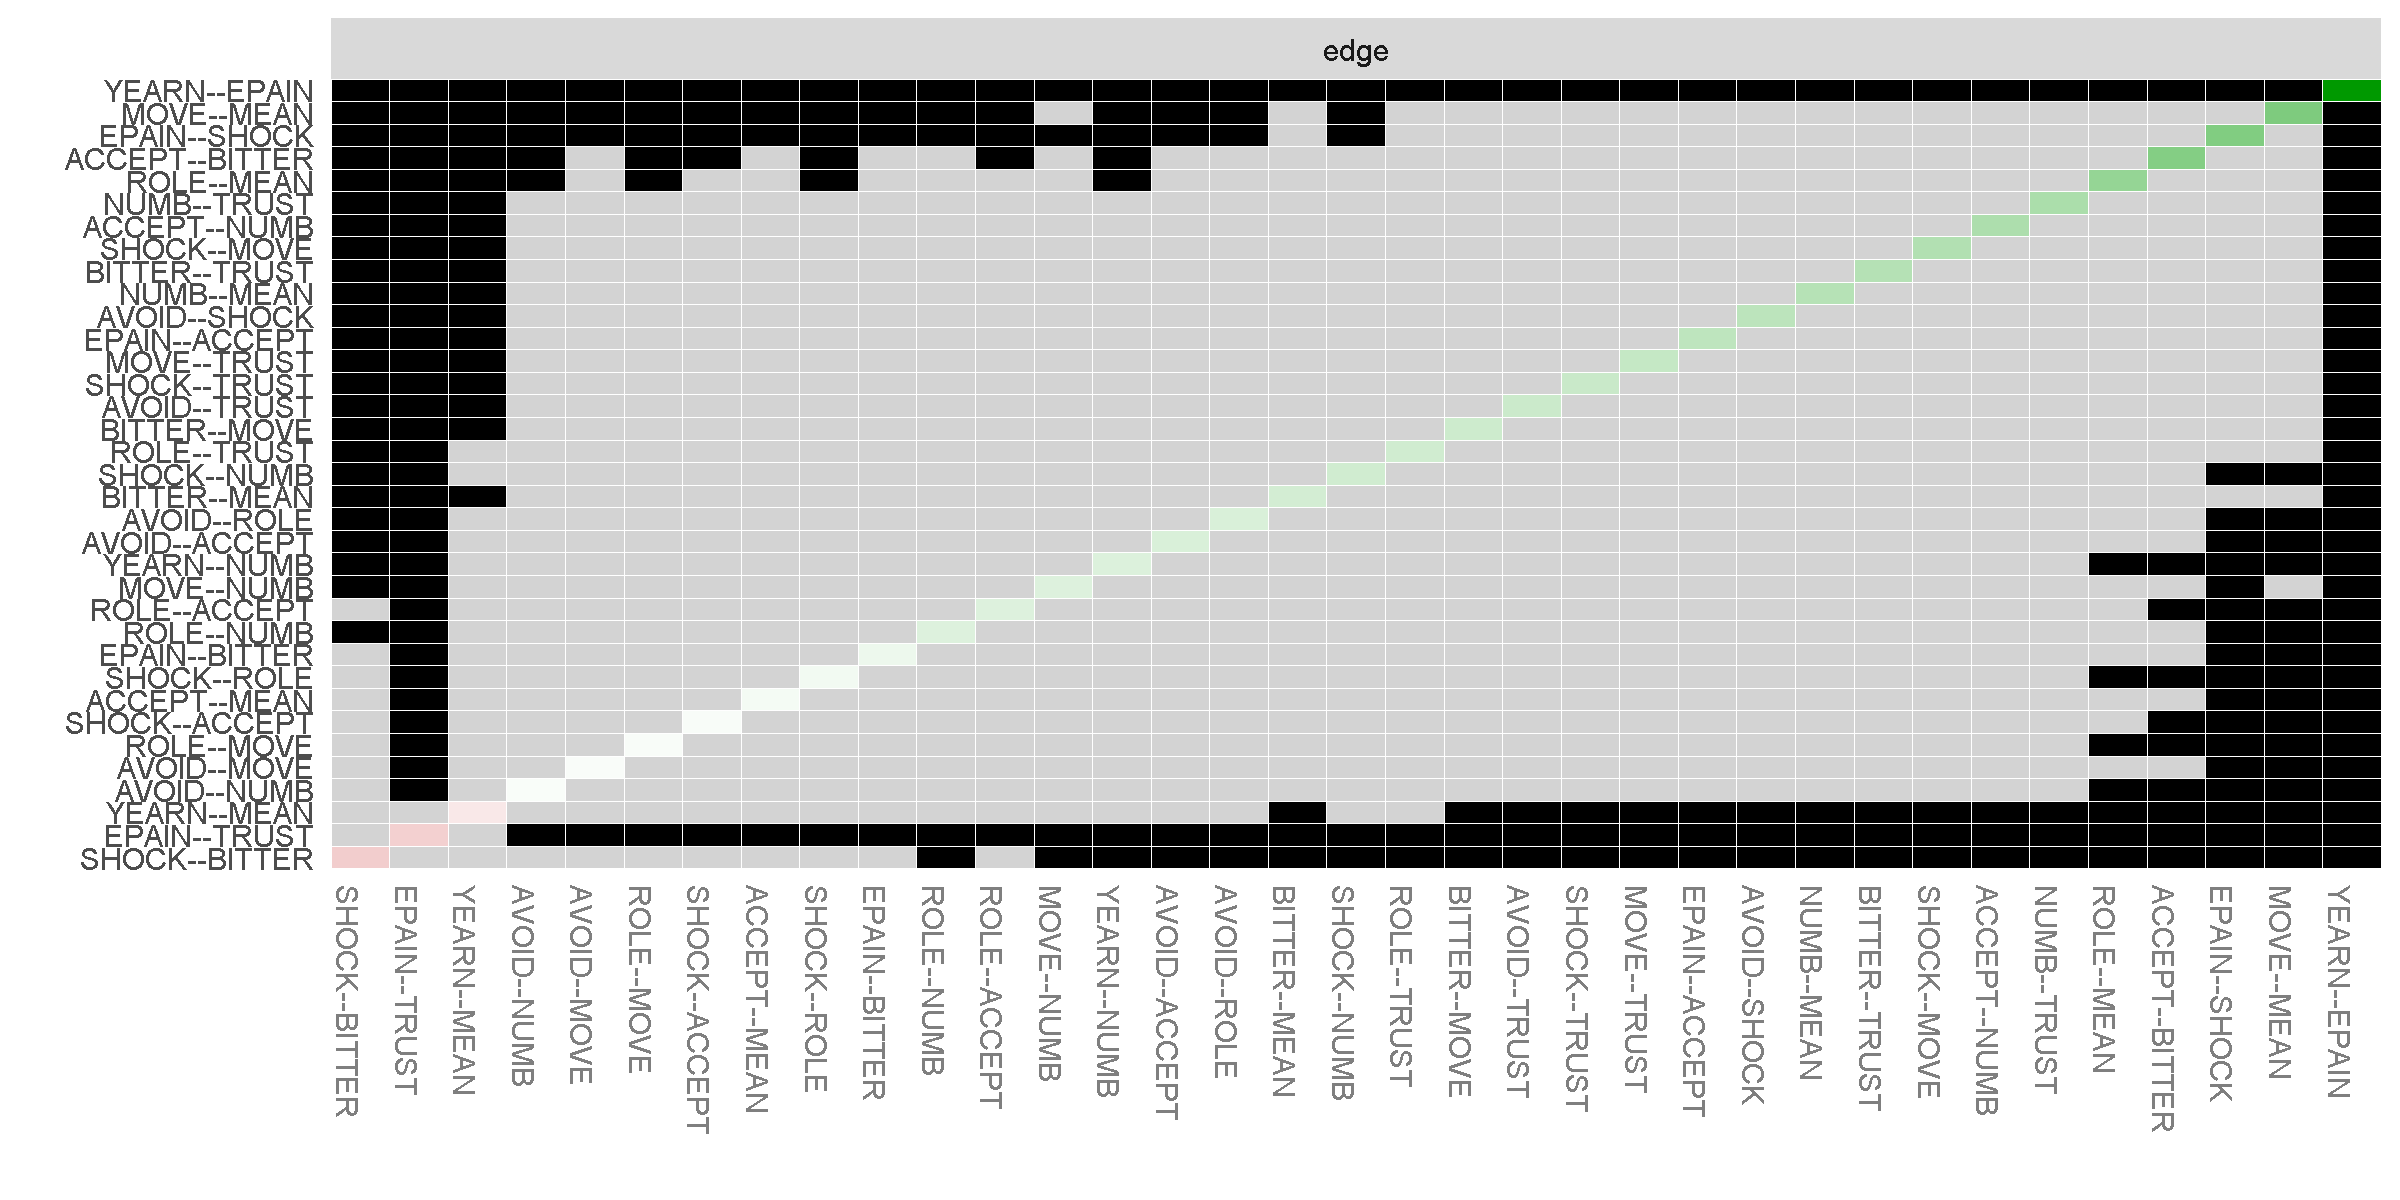 edge
YEARN--EPAIN
MOVE--MEAN
EPAIN--SHOCK
ACCEPT--BITTER
ROLE--MEAN
NUMB--TRUST
ACCEPT--NUMB
SHOCK--MOVE
BITTER--TRUST
NUMB--MEAN
AVOID--SHOCK
EPAIN--ACCEPT
MOVE--TRUST
SHOCK--TRUST
AVOID--TRUST
BITTER--MOVE
ROLE--TRUST
SHOCK--NUMB
BITTER--MEAN
AVOID--ROLE
AVOID--ACCEPT
YEARN--NUMB
MOVE--NUMB
ROLE--ACCEPT
ROLE--NUMB
EPAIN--BITTER
SHOCK--ROLE
ACCEPT--MEAN
SHOCK--ACCEPT
ROLE--MOVE
AVOID--MOVE
AVOID--NUMB
YEARN--MEAN
EPAIN--TRUST
SHOCK--BITTER
SHOCK--BITTER
EPAIN--TRUST
YEARN--MEAN
AVOID--NUMB
AVOID--MOVE
ROLE--MOVE
SHOCK--ACCEPT
ACCEPT--MEAN
SHOCK--ROLE
EPAIN--BITTER
ROLE--NUMB
ROLE--ACCEPT
MOVE--NUMB
YEARN--NUMB
AVOID--ACCEPT
AVOID--ROLE
BITTER--MEAN
SHOCK--NUMB
ROLE--TRUST
BITTER--MOVE
AVOID--TRUST
SHOCK--TRUST
MOVE--TRUST
EPAIN--ACCEPT
AVOID--SHOCK
NUMB--MEAN
BITTER--TRUST
SHOCK--MOVE
ACCEPT--NUMB
NUMB--TRUST
ROLE--MEAN
ACCEPT--BITTER
EPAIN--SHOCK
MOVE--MEAN
YEARN--EPAIN